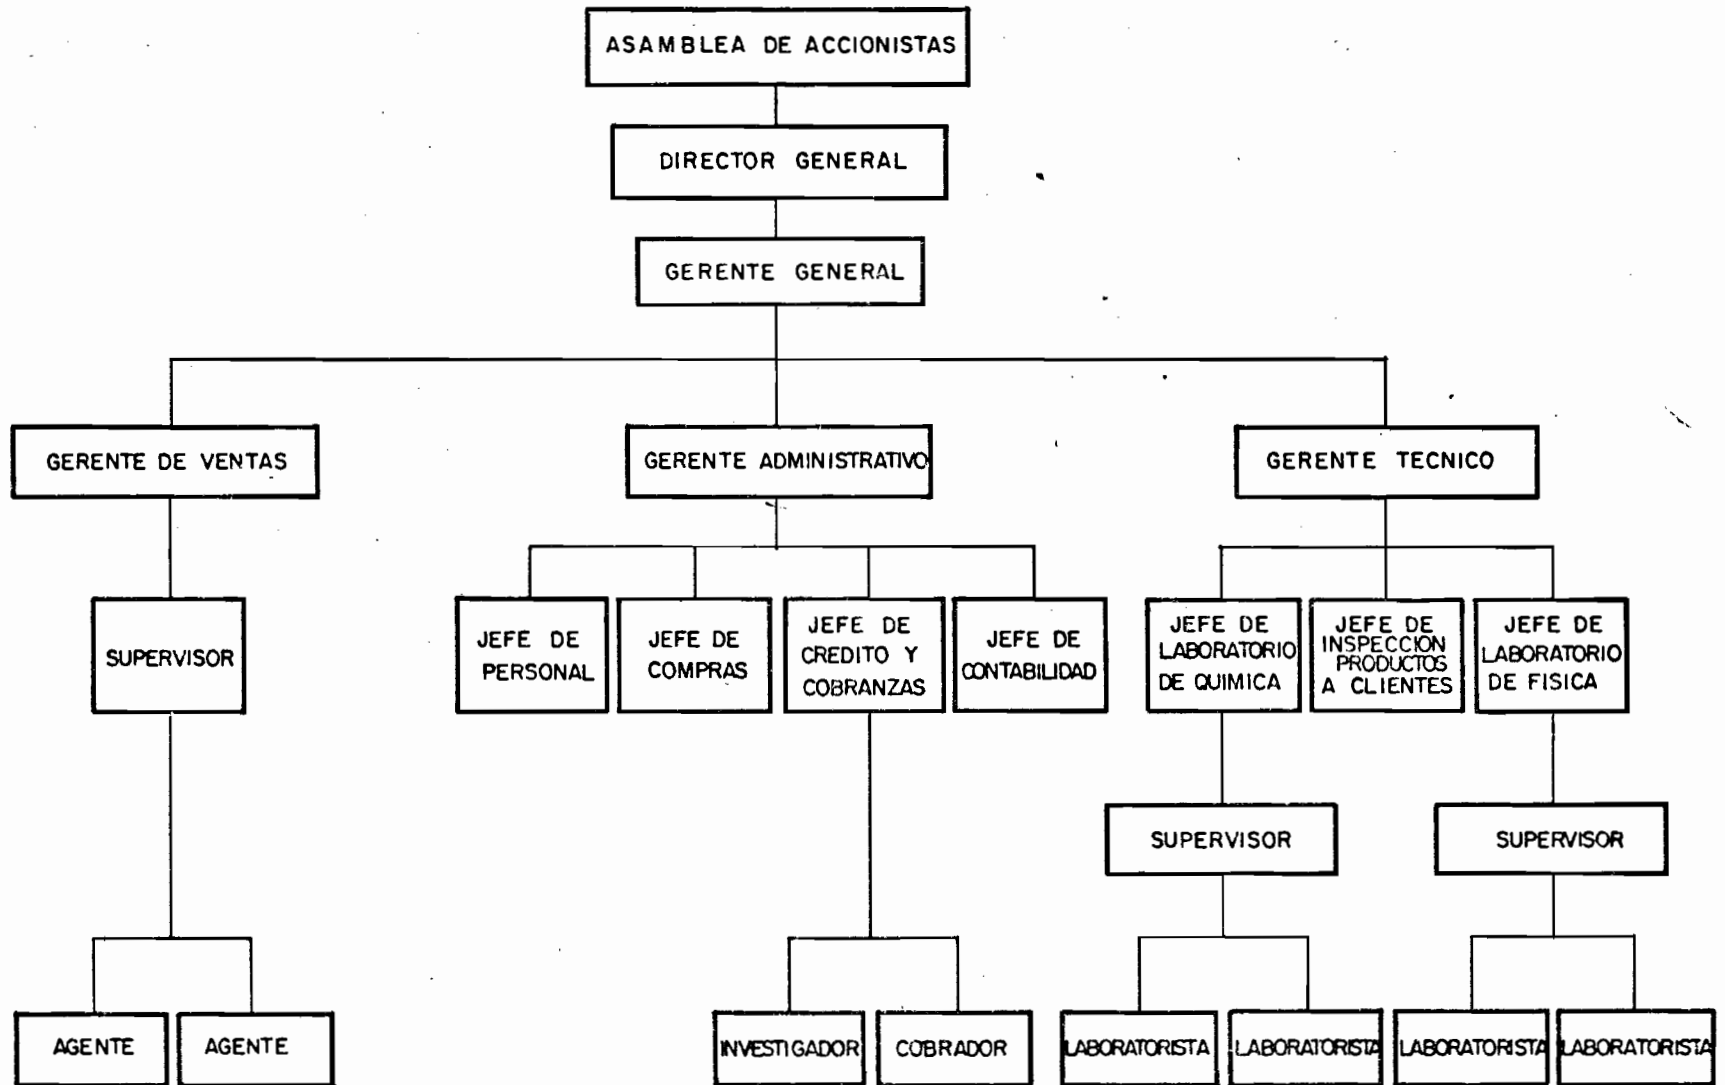 ASAMBLEA DE ACCIONISTAS
DIRECTOR GENERAL
GERENTE GENERAL
GERENTE DE VENTAS
GERENTE ADMINISTRATIVO
GERENTE TECNICO
SUPERVISOR
JEFE DE
PERSONAL
JEFE DE
COMPRAS
JEFE DE
CREDITO Y
COBRANZAS
JEFE DE
CONTABILIDAD
JEFE DE
LABORATORIO
DE QUIMICA
JEFE DE
INSPECCION
PRODUCTOS
A CLIENTES
JEFE DE
LABORATORIO
DE FISICA
SUPERVISOR
SUPERVISOR
AGENTE
AGENTE
INVESTIGADOR
COBRADOR
LABORATORISTA
LABORATORISTA
LABORATORISTA
LABORATORISTA